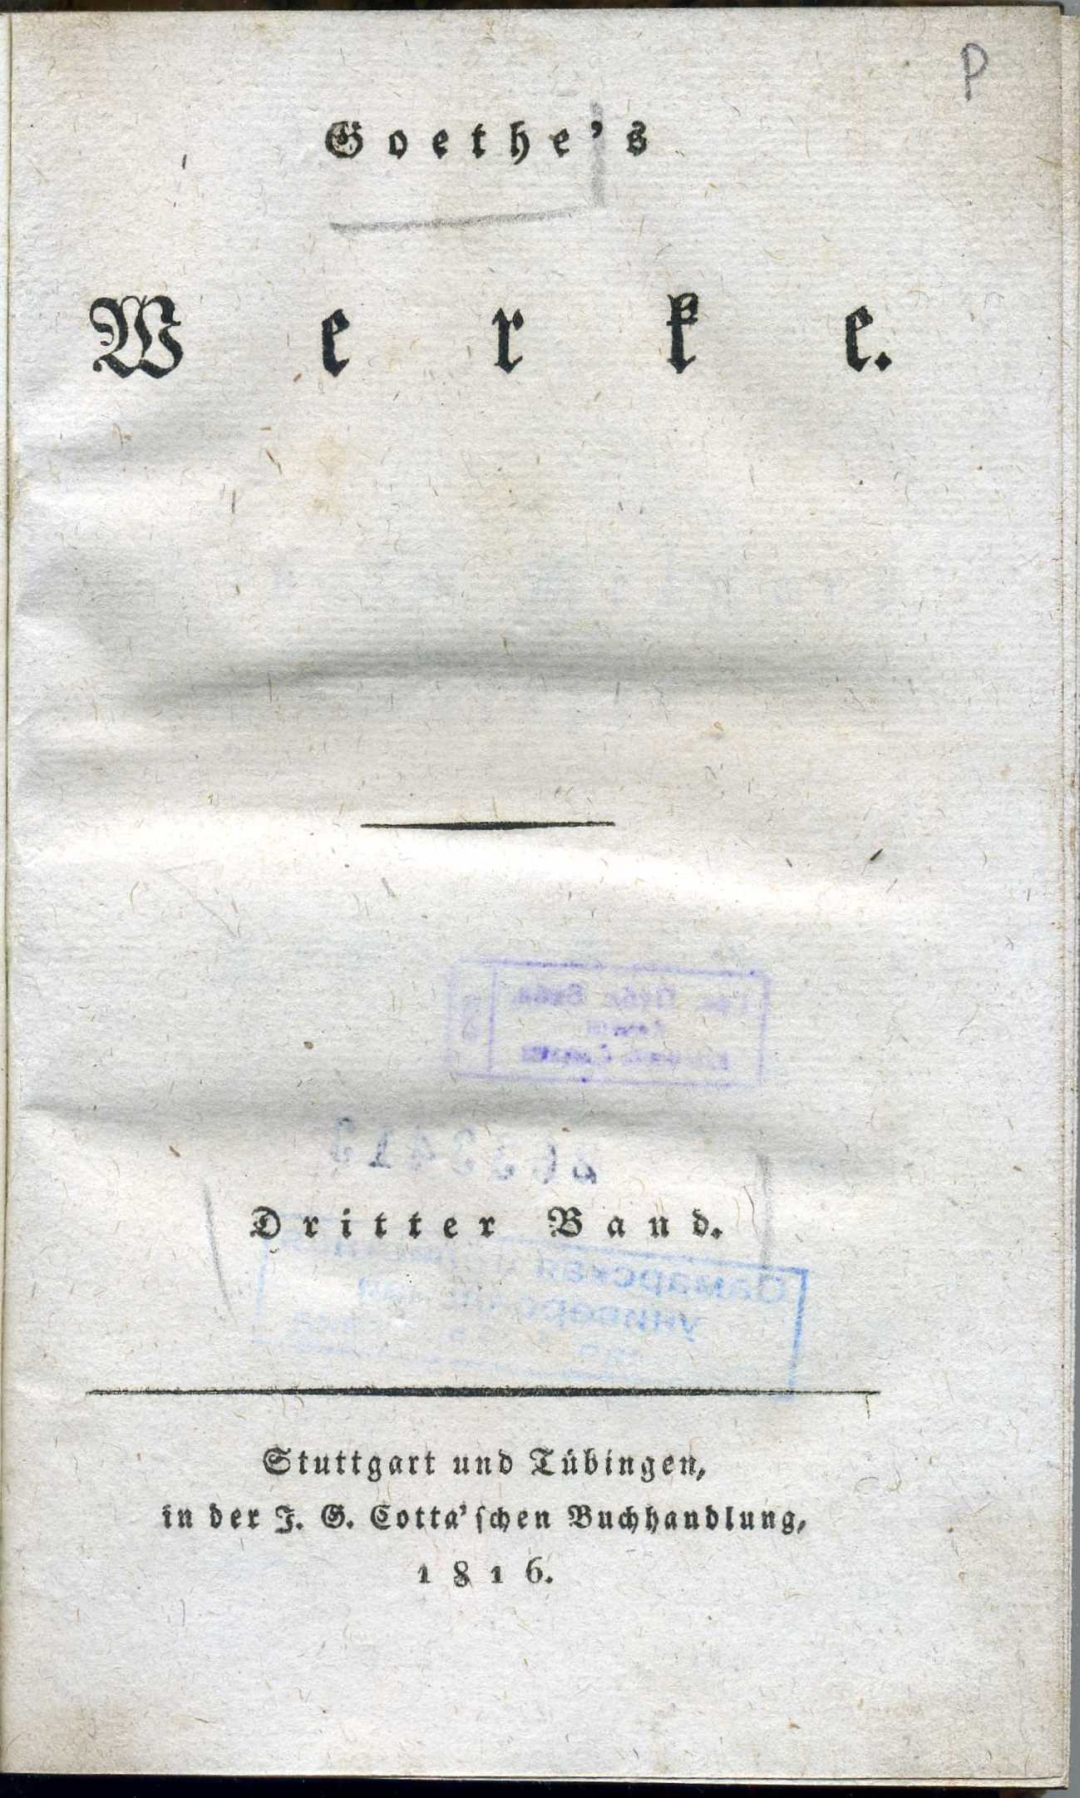 P
Goethe's
Werke.
Dritter Band.
Stuttgart und Tübingen,
in der J. G. Cotta'schen Buchhandlung,
1816.